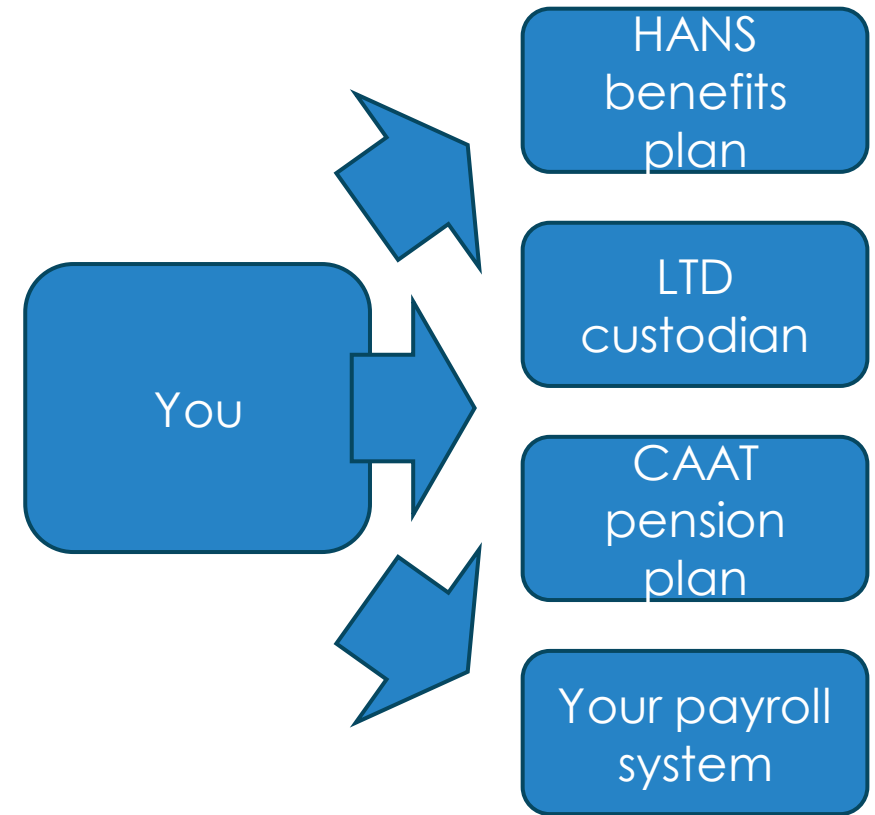 You
HANS
benefits
plan
LTD
custodian
CAAT
pension
plan
Your payroll
system